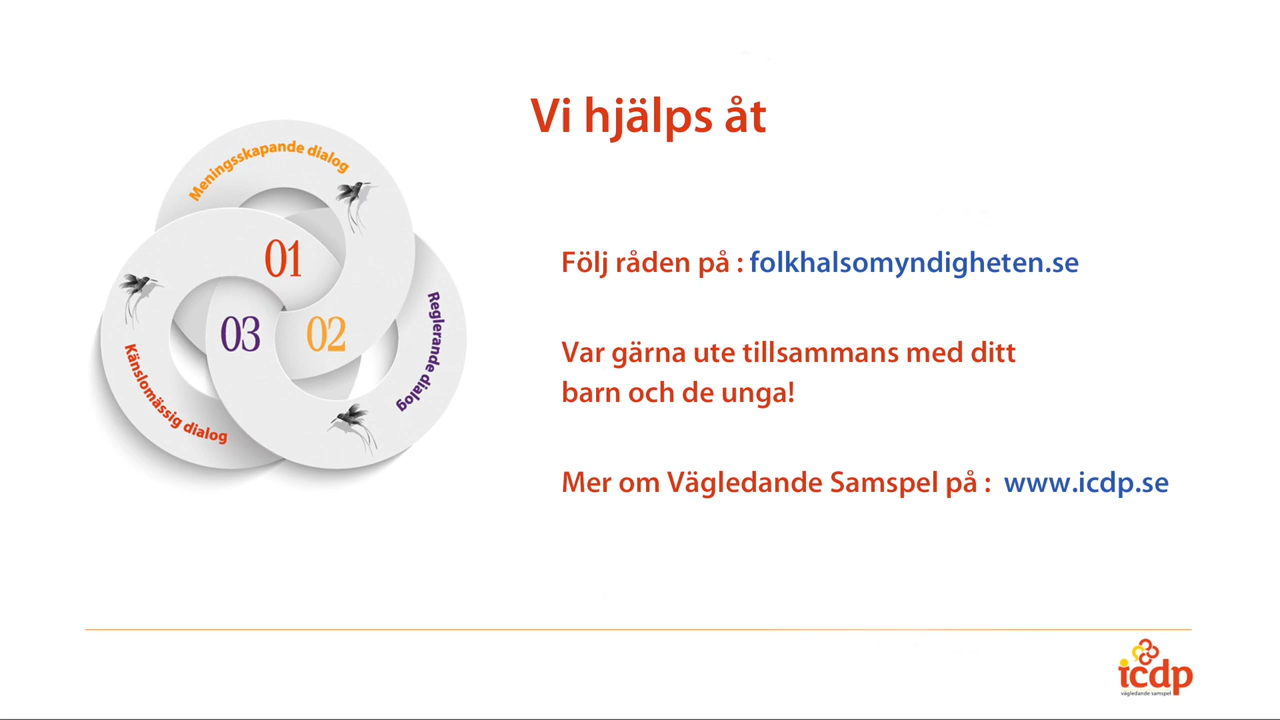 Vi hjälps åt
Meningsskapande dialog
01
03
02
Reglerande dialog
Känslomässig dialog
Följ råden på : folkhalsomyndigheten.se
Var gärna ute tillsammans med ditt
barn och de unga!
Mer om Vägledande Samspel på : www.icdp.se
icdp
vägledande samspel